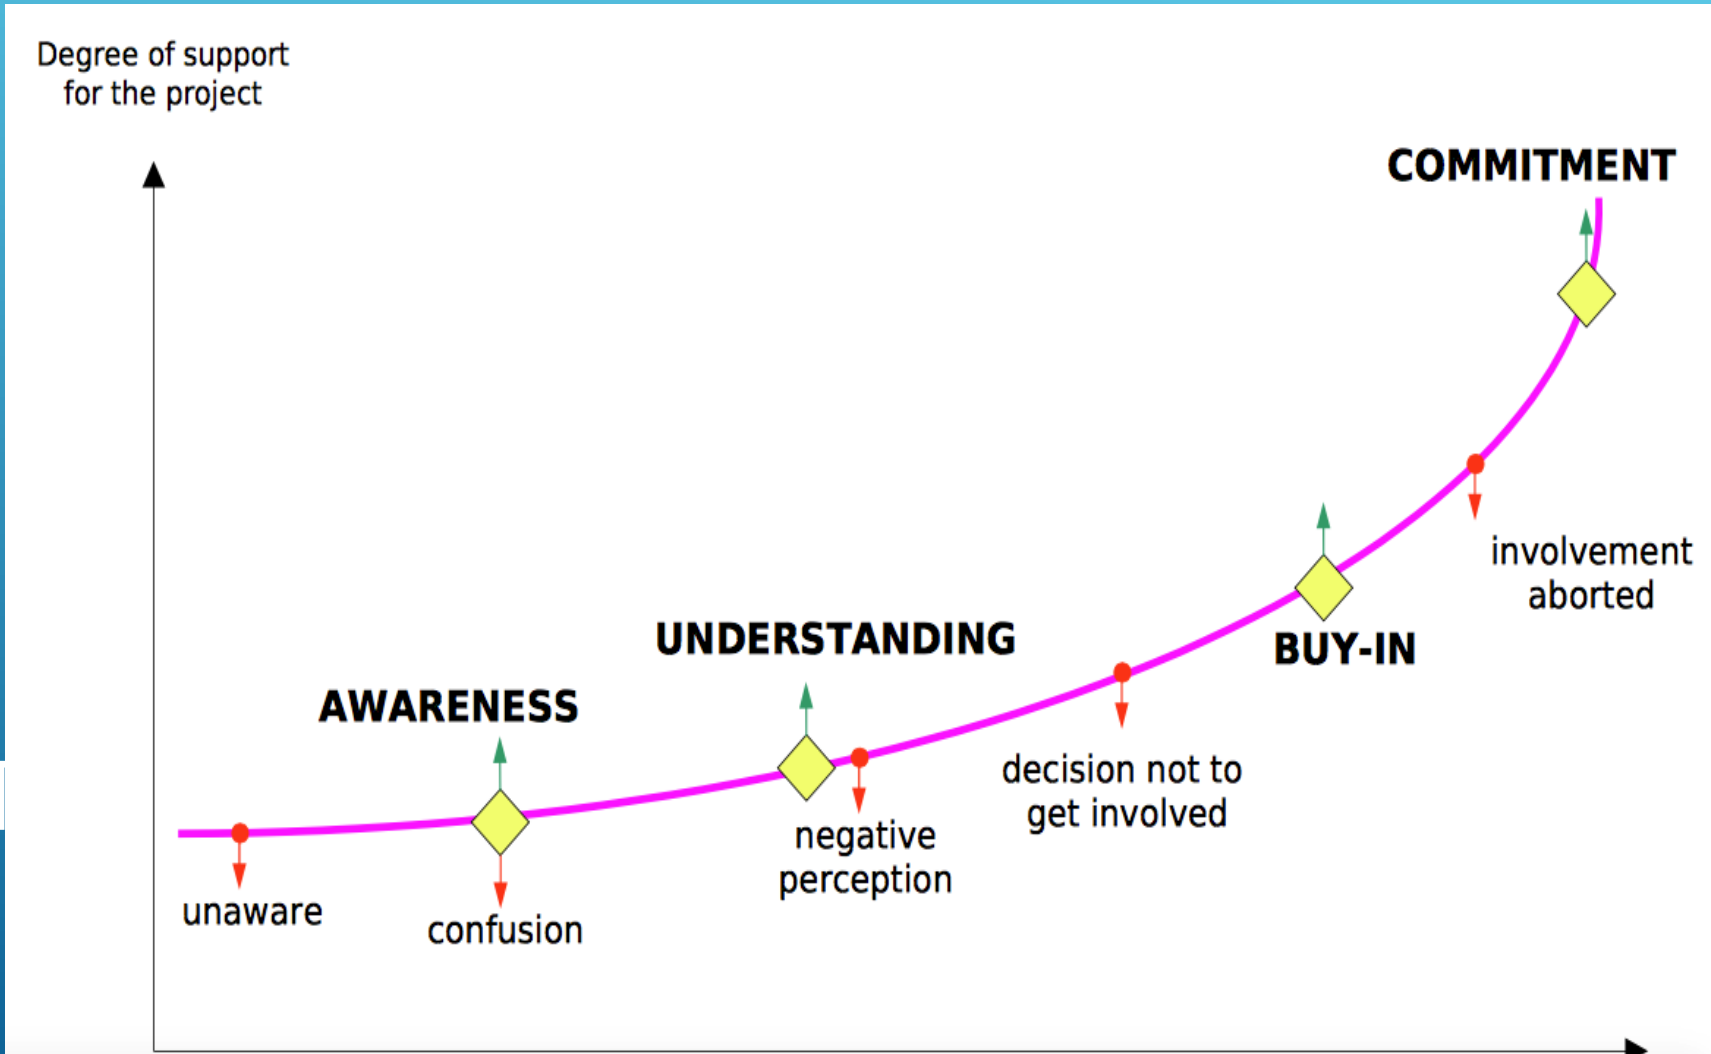 Degree of support
for the project
COMMITMENT
involvement
aborted
UNDERSTANDING
BUY-IN
AWARENESS
decision not to
get involved
negative
perception
unaware
confusion